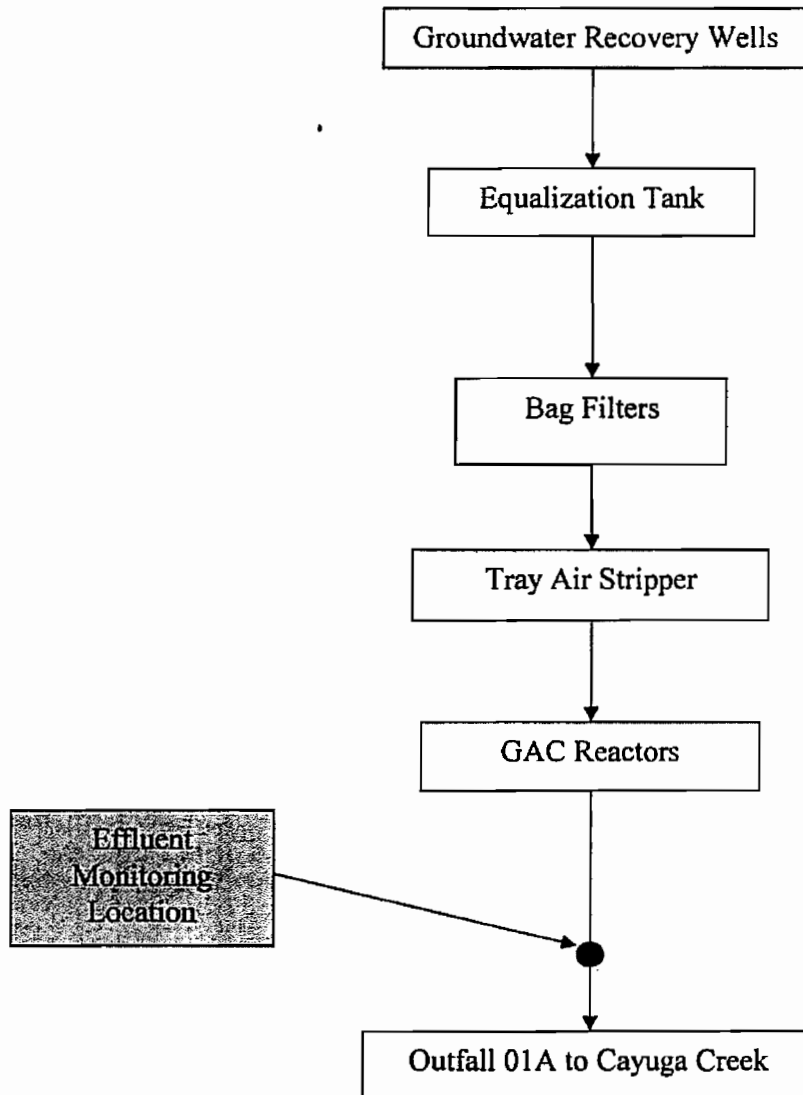 Groundwater Recovery Wells
Equalization Tank
Bag Filters
Tray Air Stripper
GAC Reactors
Effluent
Monitoring
Location
Outfall 01A to Cayuga Creek